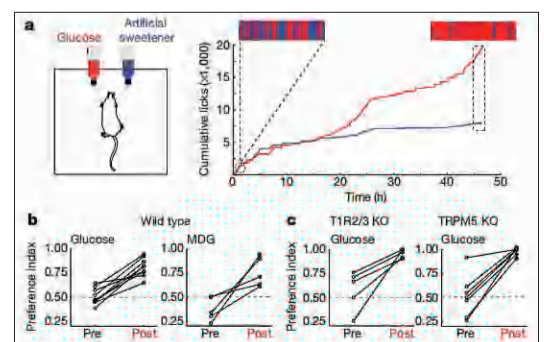 a
Artificial
sweetener
Glucose
Cumulative licks (×1,000)
20
15
10
5
0
10
20
30
40
50
Time (h)
b
Wild type
Glucose
MDG
Preference index
1.00
0.75
0.50
0.25
1.00
0.75
0.50
0.25
Pre
Post
Pre
Post
c
T1R2/3 KO
TRPM5 KO
Glucose
Glucose
Preference index
1.00
0.75
0.50
0.25
1.00
0.75
0.50
0.25
Pre
Post
Pre
Post